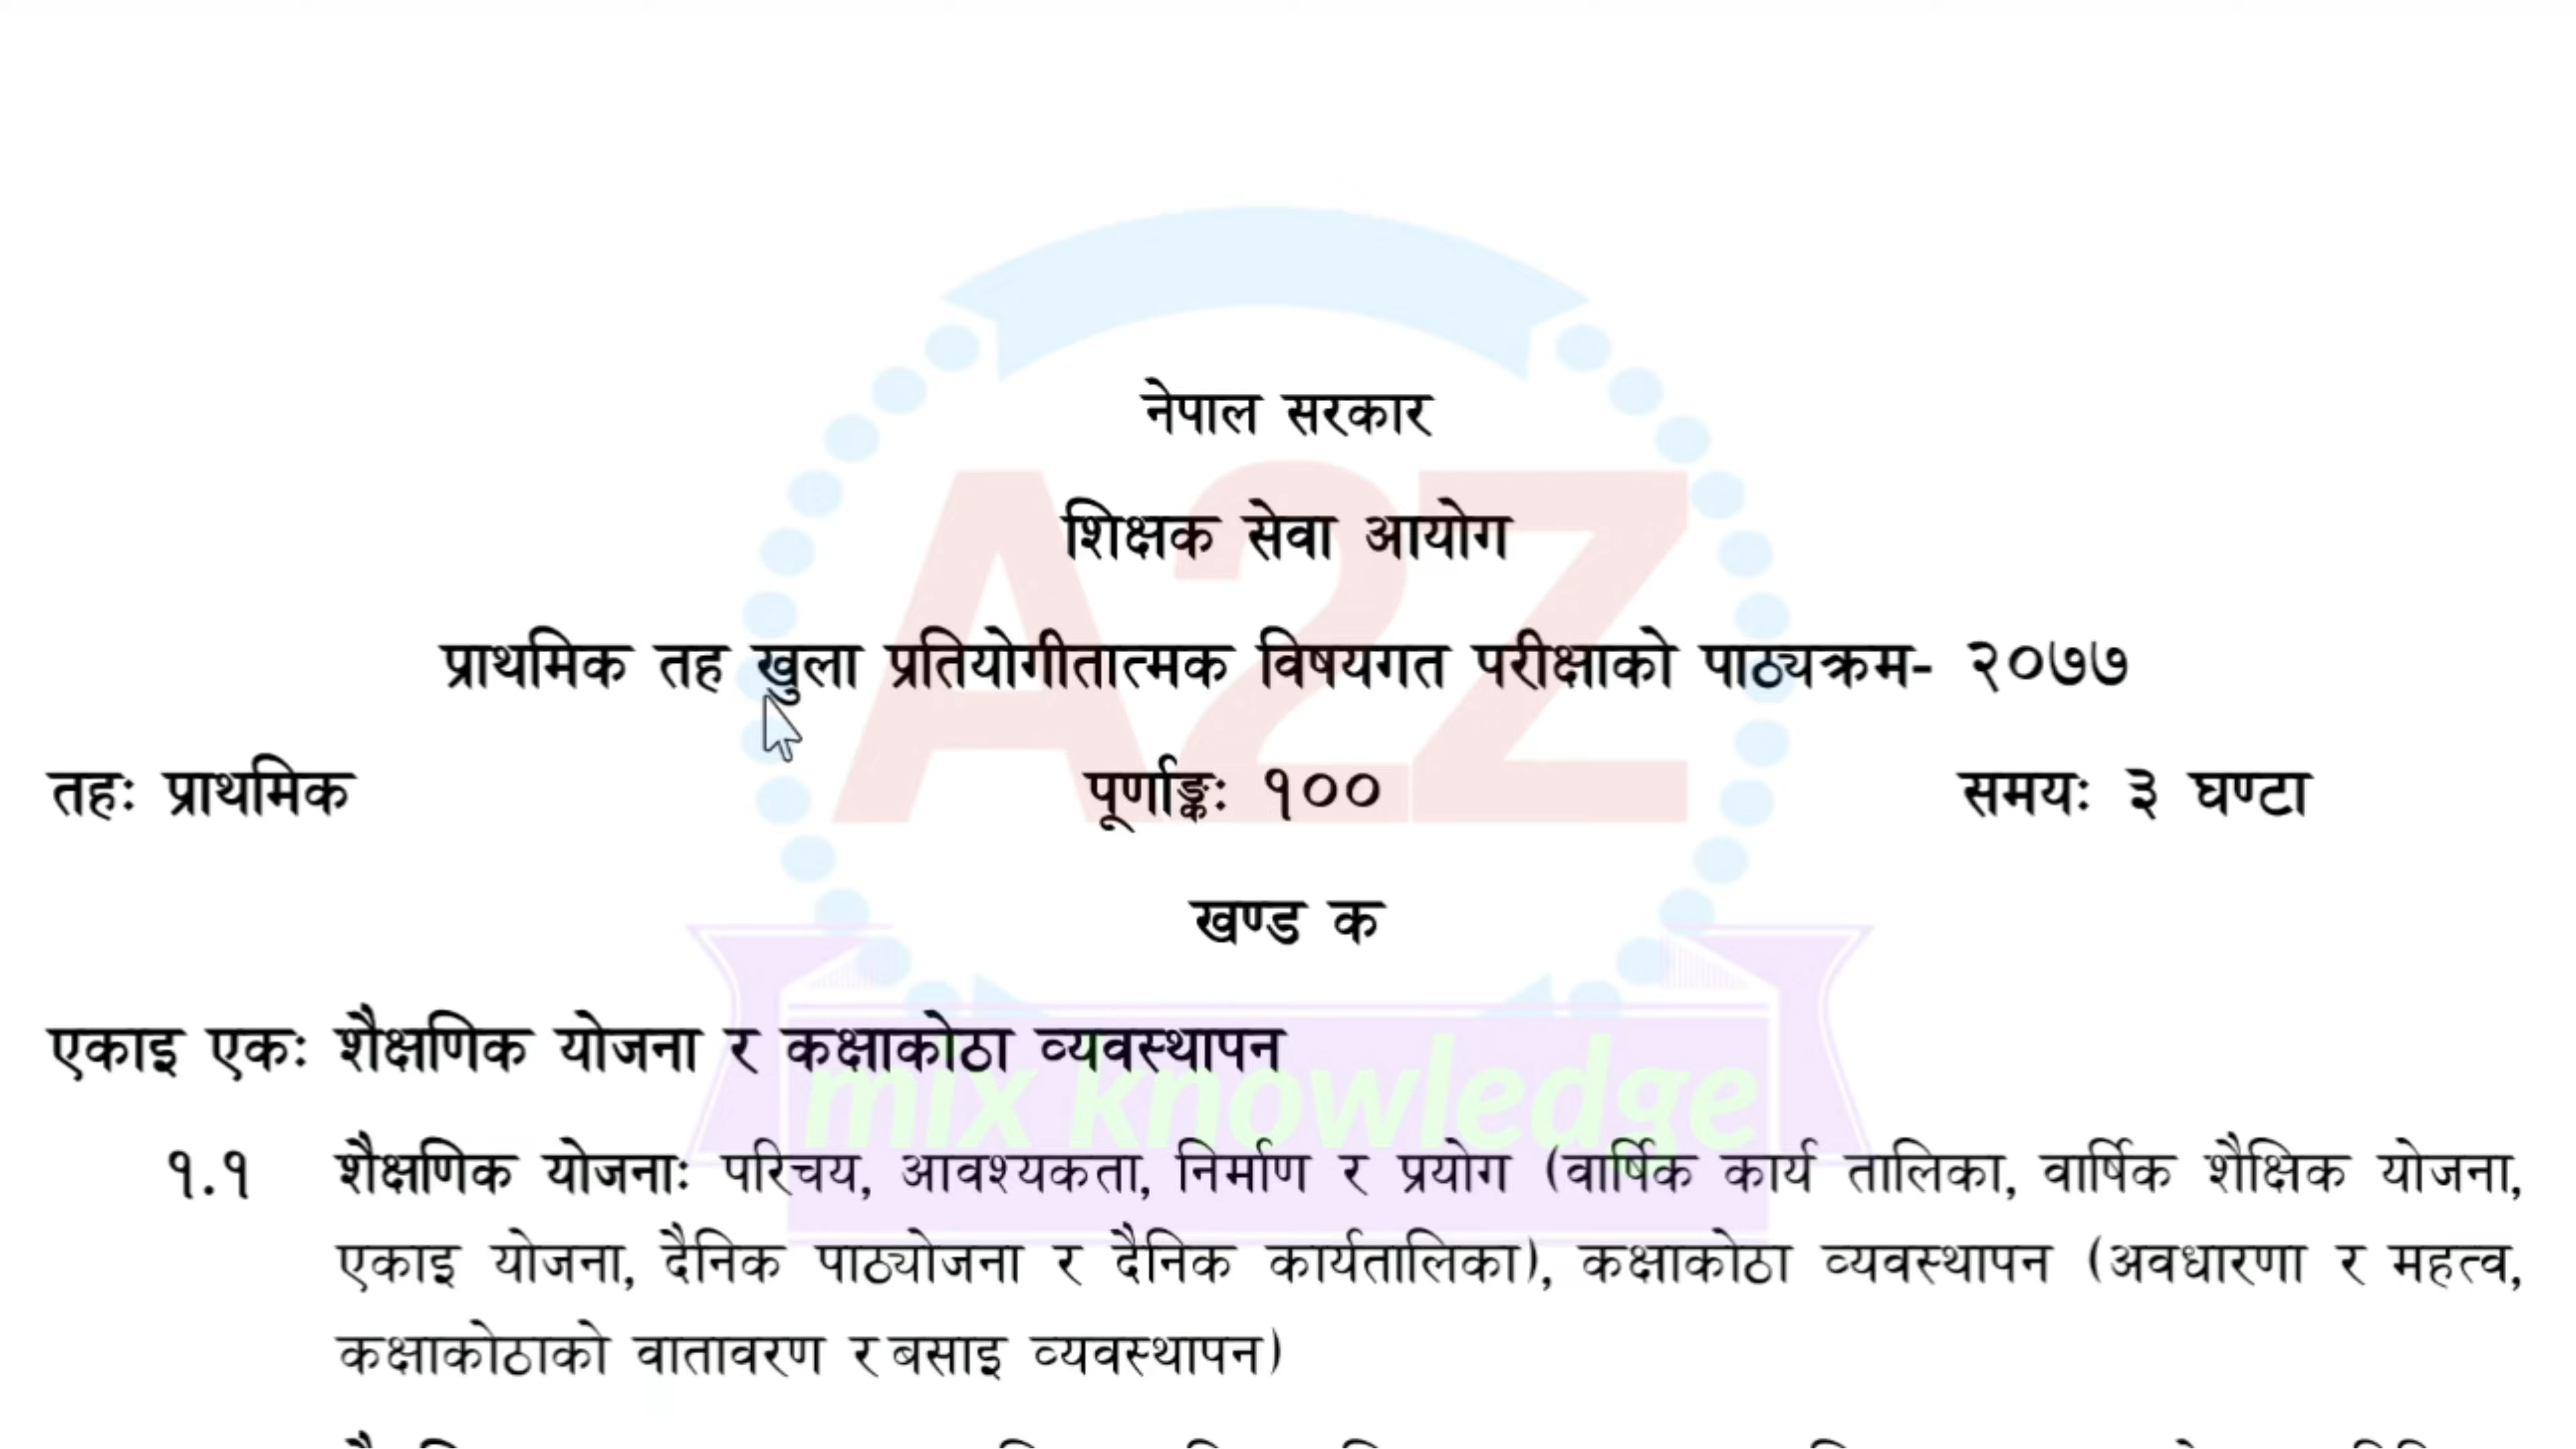 नेपाल सरकार
शिक्षक सेवा आयोग
प्राथमिक तह खुला प्रतियोगीतात्मक विषयगत परीक्षाको पाठ्यक्रम- २०७७
तहः प्राथमिक पूर्णाङ्कः १०० समयः ३ घण्टा
खण्ड क
एकाइ एकः शैक्षणिक योजना र कक्षाकोठा व्यवस्थापन
१.१ शैक्षणिक योजनाः परिचय, आवश्यकता, निर्माण र प्रयोग (वार्षिक कार्य तालिका, वार्षिक शैक्षिक योजना,
एकाइ योजना, दैनिक पाठ्योजना र दैनिक कार्यतालिका), कक्षाकोठा व्यवस्थापन (अवधारणा र महत्व,
कक्षाकोठाको वातावरण र बसाइ व्यवस्थापन)
A2Z
mix knowledge